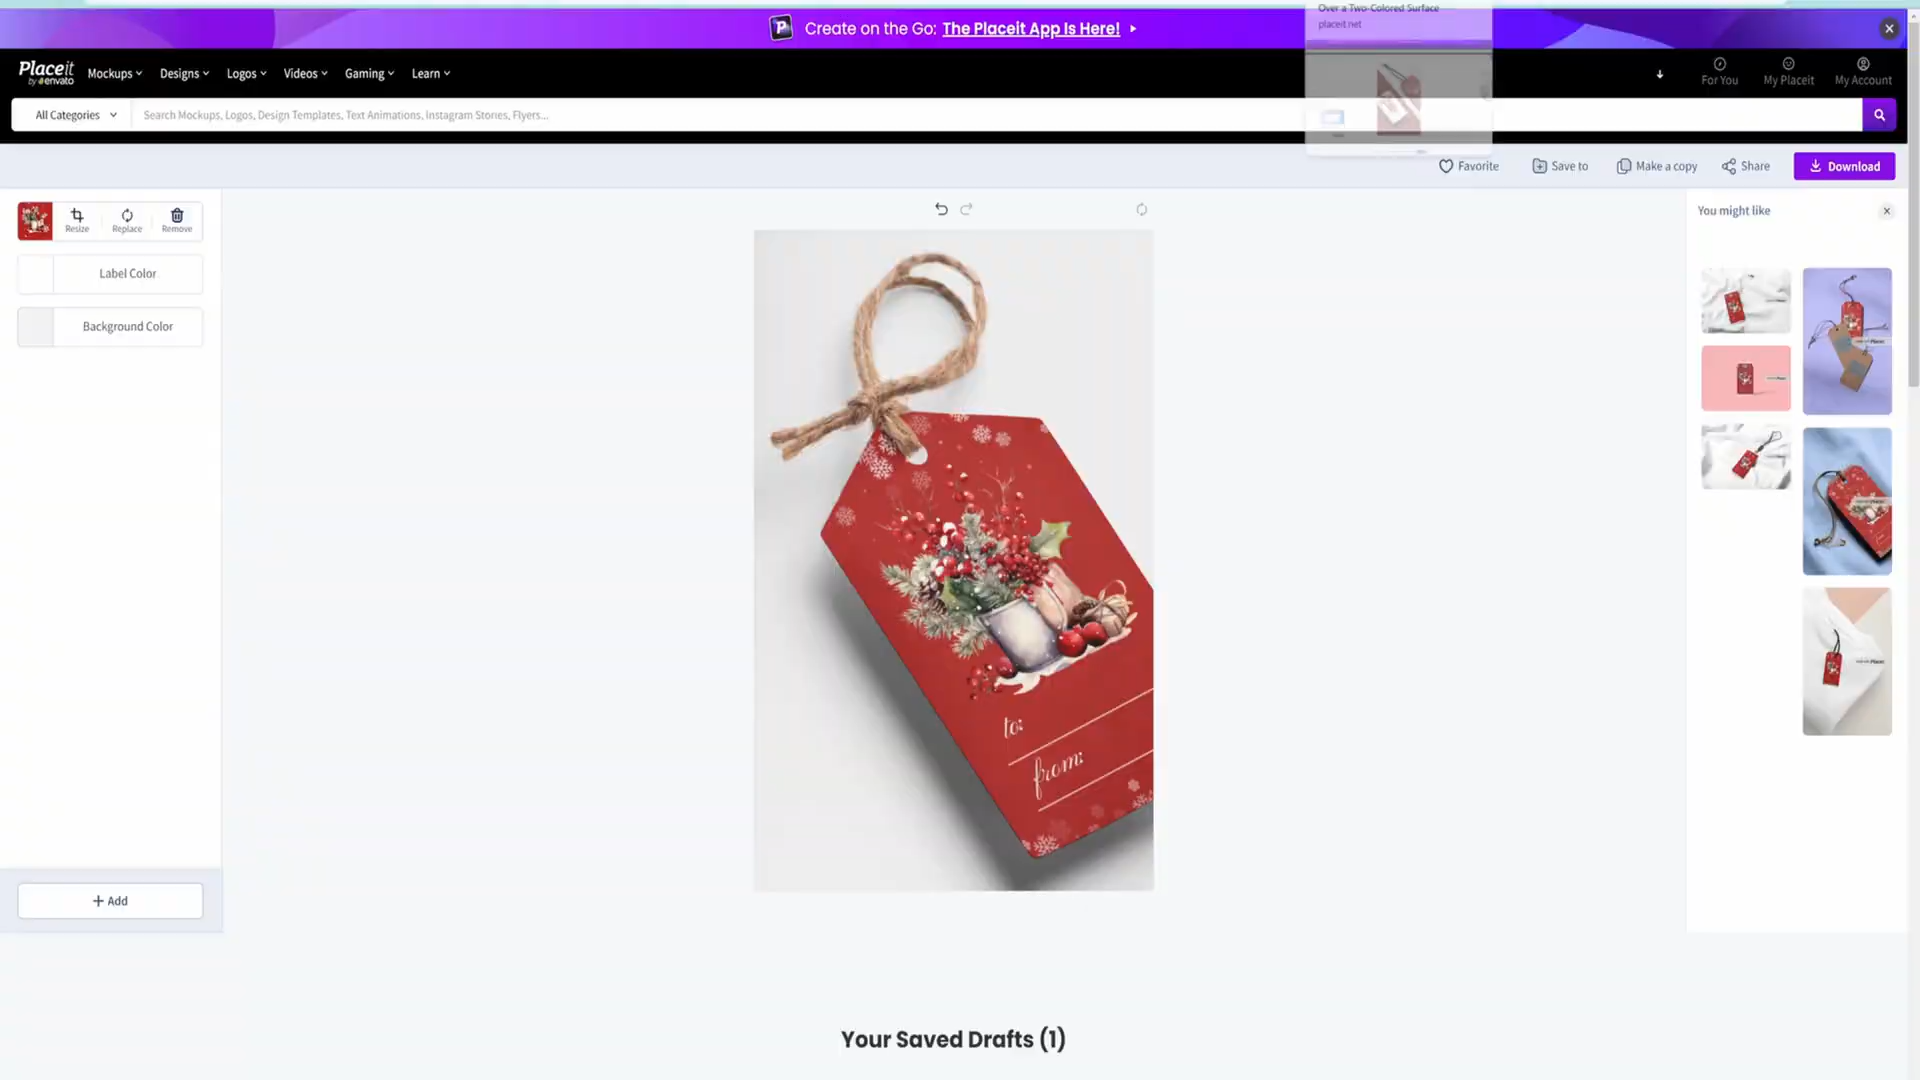 Over a Two-Colored Surface
placeit.net
Create on the Go: The Placeit App Is Here!
Placeit
by envato
Mockups
Designs
Logos
Videos
Gaming
Learn
For You
My Placeit
My Account
All Categories
Search Mockups, Logos, Design Templates, Text Animations, Instagram Stories, Flyers...
Favorite
Save to
Make a copy
Share
Download
Resize
Replace
Remove
You might like
Label Color
Background Color
to:
from:
+ Add
Your Saved Drafts (1)